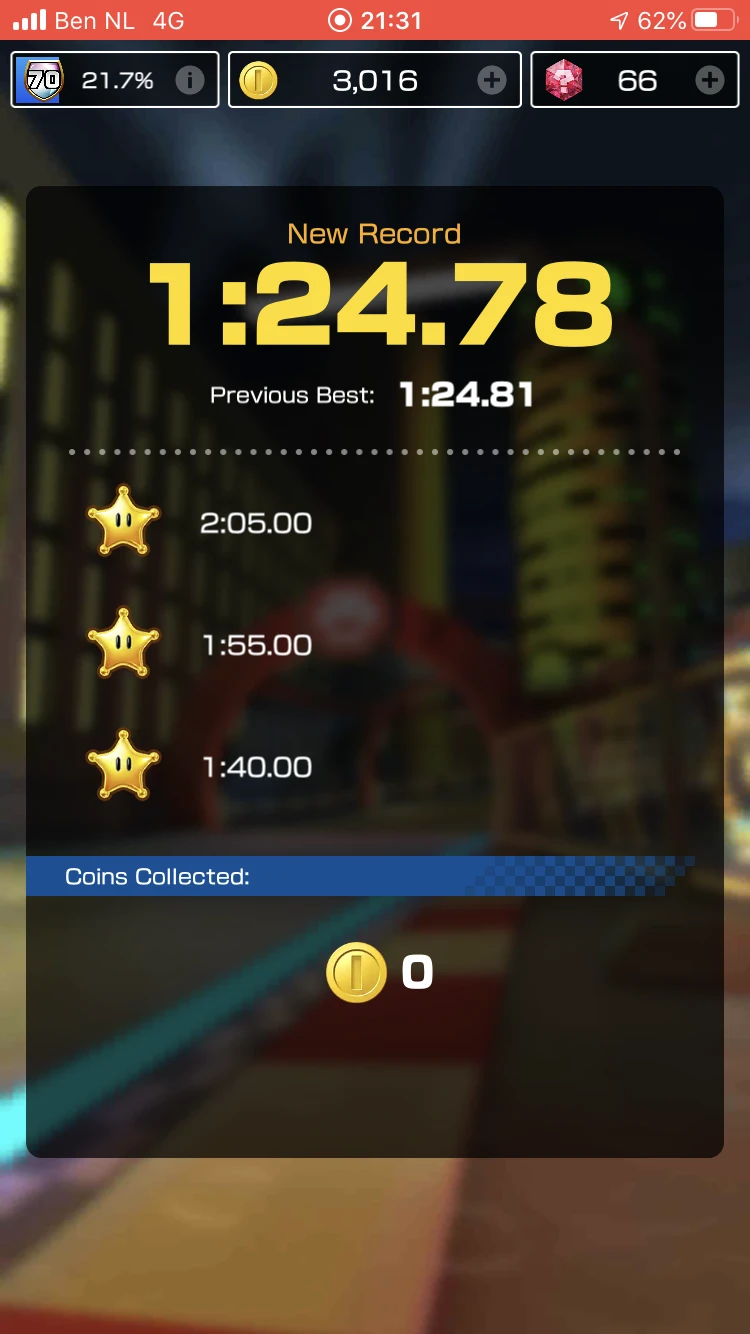 Ben NL 4G 21:31 62%
70 21.7% i 3,016 66
New Record
1:24.78
Previous Best: 1:24.81
2:05.00
1:55.00
1:40.00
Coins Collected:
0